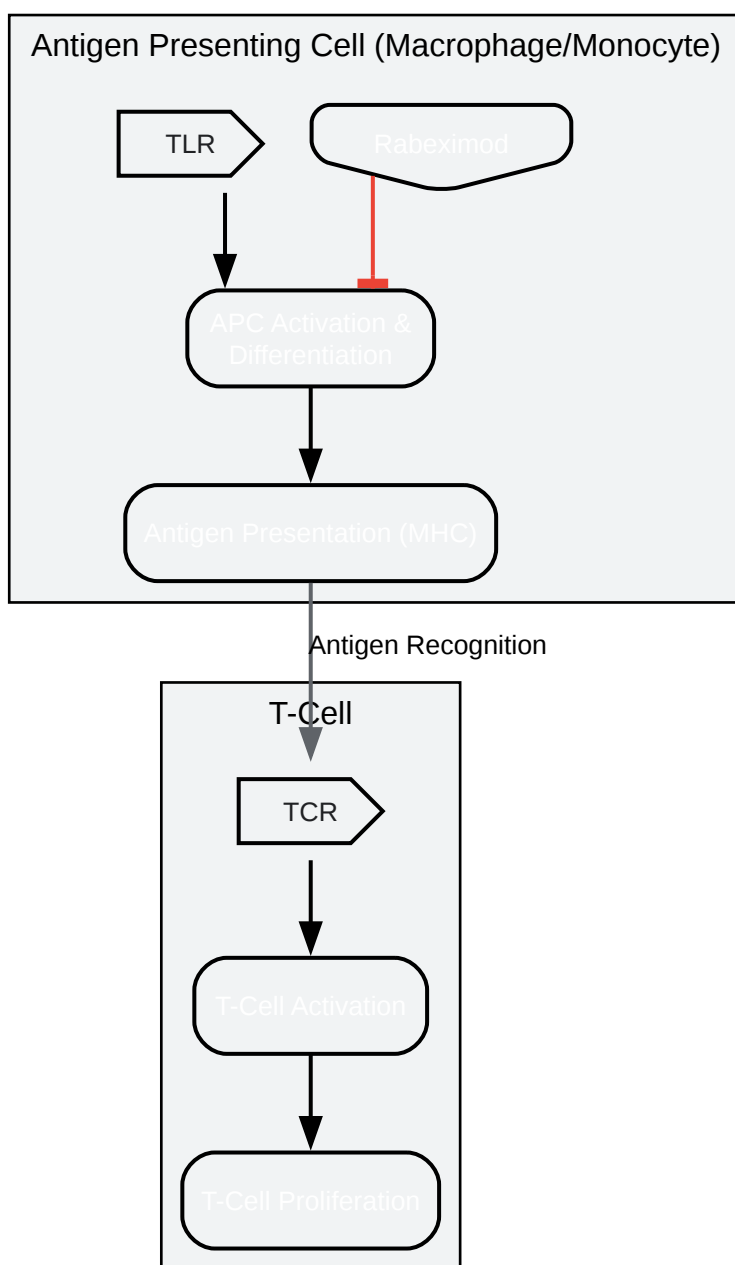 Antigen Presenting Cell (Macrophage/Monocyte)
TLR
Rabeximod
APC Activation &
Differentiation
Antigen Presentation (MHC)
Antigen Recognition
T-Cell
TCR
T-Cell Activation
T-Cell Proliferation